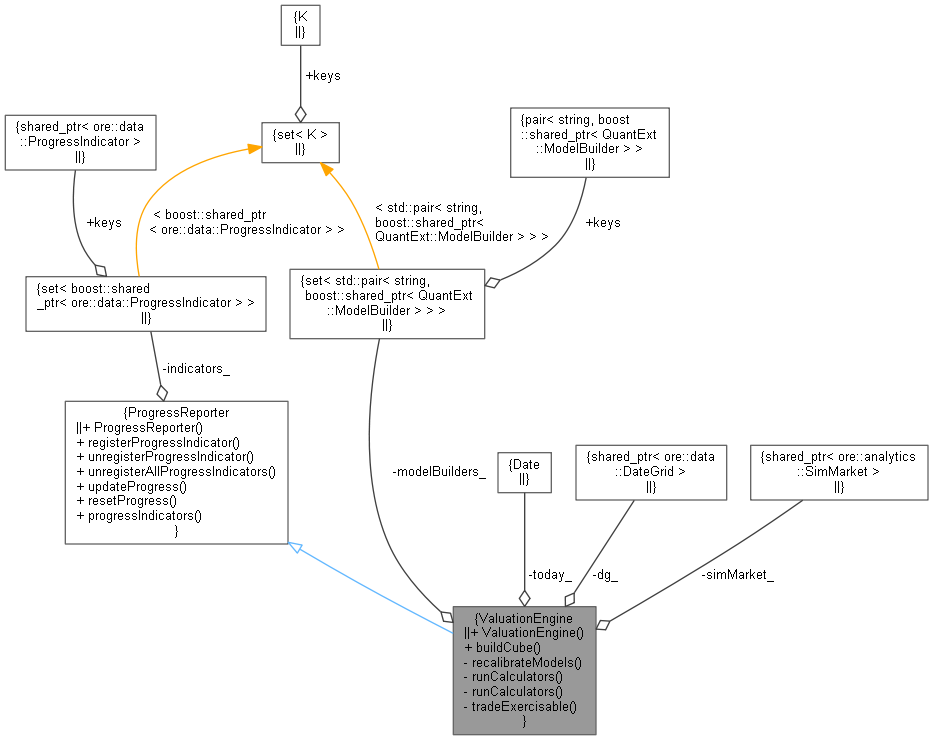 {K
||}
+keys
{set< K >
||}
{shared_ptr< ore::data
::ProgressIndicator >
||}
{pair< string, boost
::shared_ptr< QuantExt
::ModelBuilder > >
||}
+keys
< boost::shared_ptr
< ore::data::ProgressIndicator > >
< std::pair< string,
boost::shared_ptr<
QuantExt::ModelBuilder > > >
+keys
{set< boost::shared
_ptr< ore::data::ProgressIndicator > >
||}
{set< std::pair< string,
boost::shared_ptr< QuantExt
::ModelBuilder > > >
||}
-indicators_
{ProgressReporter
||+ ProgressReporter()
+ registerProgressIndicator()
+ unregisterProgressIndicator()
+ unregisterAllProgressIndicators()
+ updateProgress()
+ resetProgress()
+ progressIndicators()
}
-modelBuilders_
{Date
||}
{shared_ptr< ore::data
::DateGrid >
||}
{shared_ptr< ore::analytics
::SimMarket >
||}
-today_
-dg_
-simMarket_
{ValuationEngine
||+ ValuationEngine()
+ buildCube()
- recalibrateModels()
- runCalculators()
- runCalculators()
- tradeExercisable()
}